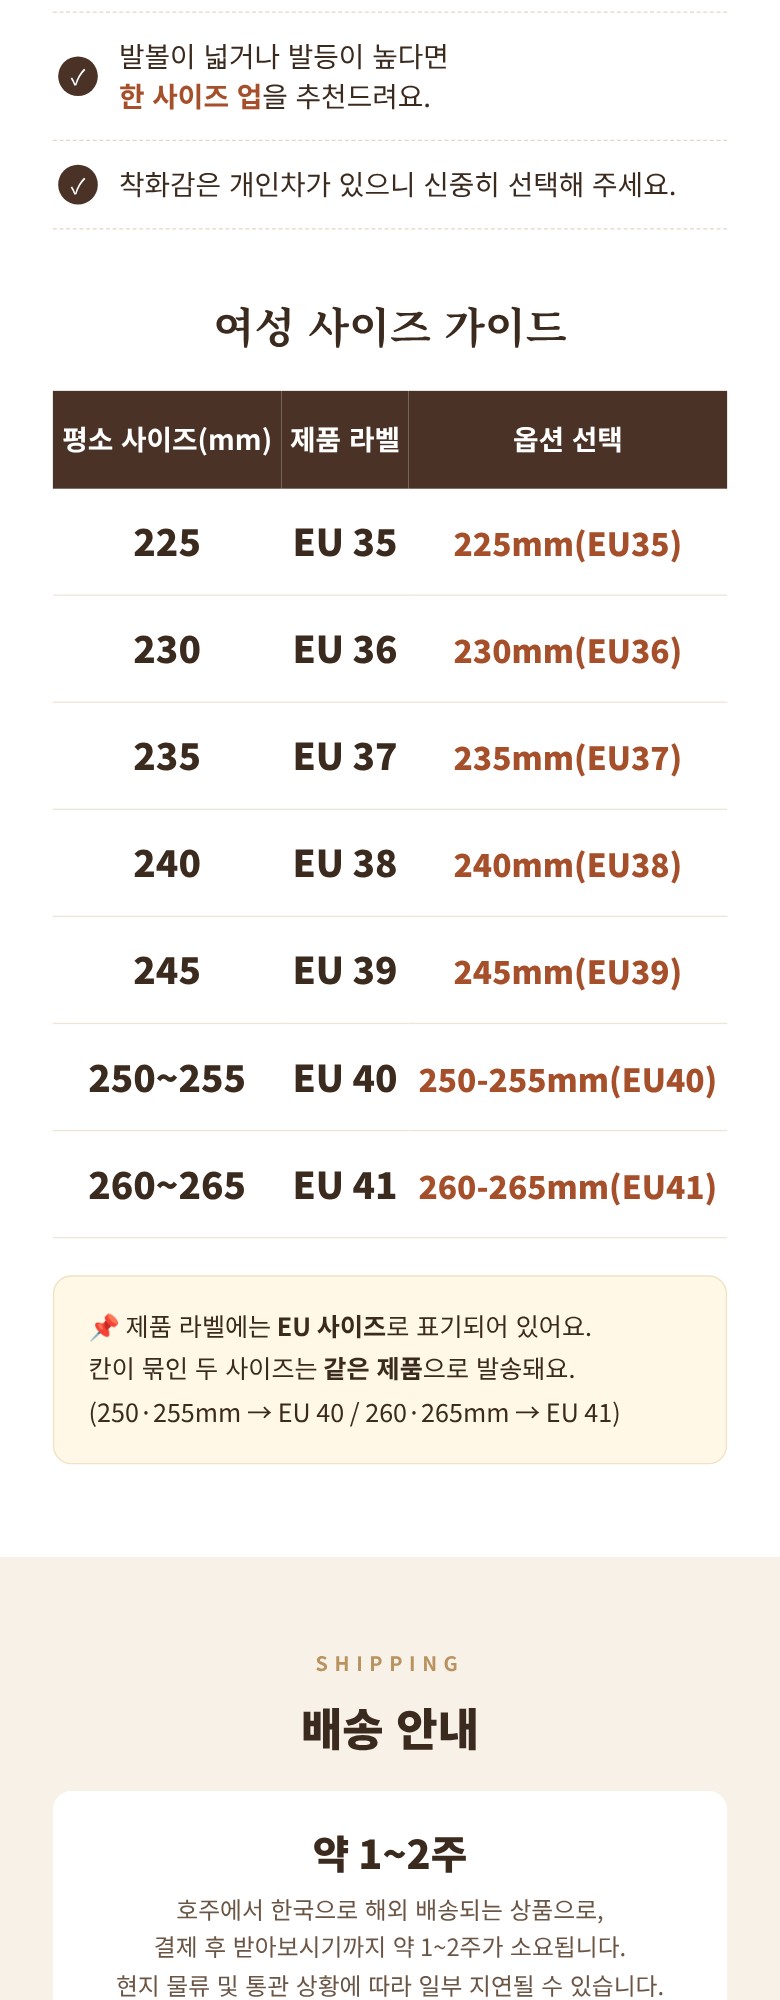 발볼이 넓거나 발등이 높다면
한 사이즈 업을 추천드려요.
착화감은 개인차가 있으니 신중히 선택해 주세요.
여성 사이즈 가이드
평소 사이즈(mm) 제품 라벨 옵션 선택
225 EU 35 225mm(EU35)
230 EU 36 230mm(EU36)
235 EU 37 235mm(EU37)
240 EU 38 240mm(EU38)
245 EU 39 245mm(EU39)
250~255 EU 40 250-255mm(EU40)
260~265 EU 41 260-265mm(EU41)
📌 제품 라벨에는 EU 사이즈로 표기되어 있어요.
칸이 묶인 두 사이즈는 같은 제품으로 발송돼요.
(250·255mm → EU 40 / 260·265mm → EU 41)
SHIPPING
배송 안내
약 1~2주
호주에서 한국으로 해외 배송되는 상품으로,
결제 후 받아보시기까지 약 1~2주가 소요됩니다.
현지 물류 및 통관 상황에 따라 일부 지연될 수 있습니다.